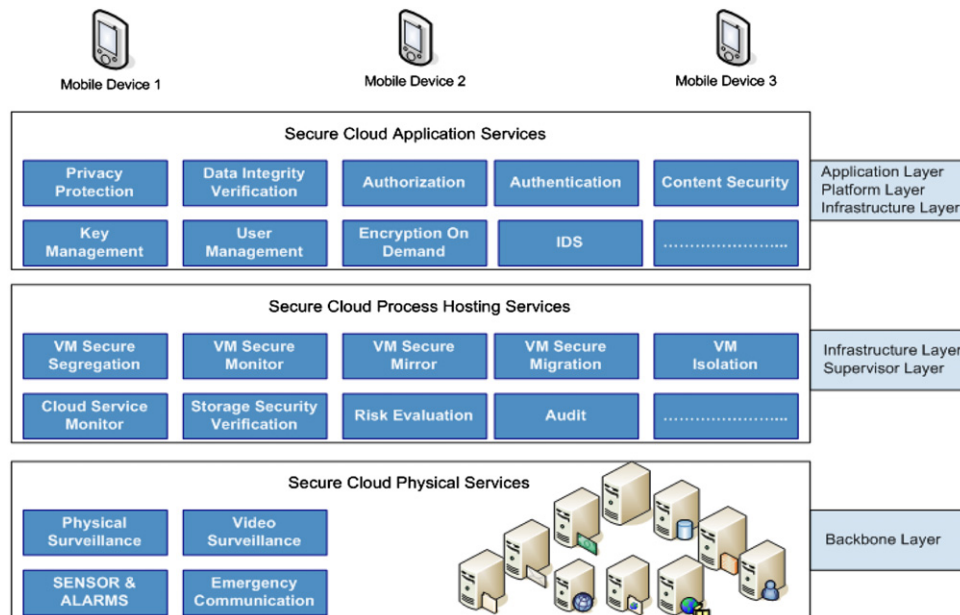 Mobile Device 1
Mobile Device 2
Mobile Device 3
Secure Cloud Application Services
Privacy
Protection
Data Integrity
Verification
Authorization
Authentication
Content Security
Key
Management
User
Management
Encryption On
Demand
IDS
........................
Application Layer
Platform Layer
Infrastructure Layer
Secure Cloud Process Hosting Services
VM Secure
Segregation
VM Secure
Monitor
VM Secure
Mirror
VM Secure
Migration
VM
Isolation
Cloud Service
Monitor
Storage Security
Verification
Risk Evaluation
Audit
........................
Infrastructure Layer
Supervisor Layer
Secure Cloud Physical Services
Physical
Surveillance
Video
Surveillance
SENSOR &
ALARMS
Emergency
Communication
Backbone Layer